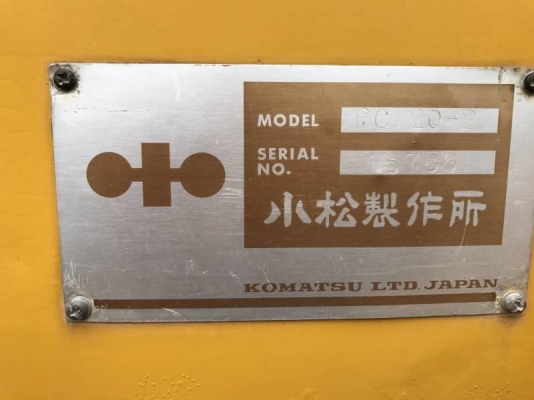 MODEL PC 20-2
SERIAL
NO.
小松製作所
KOMATSU LTD. JAPAN